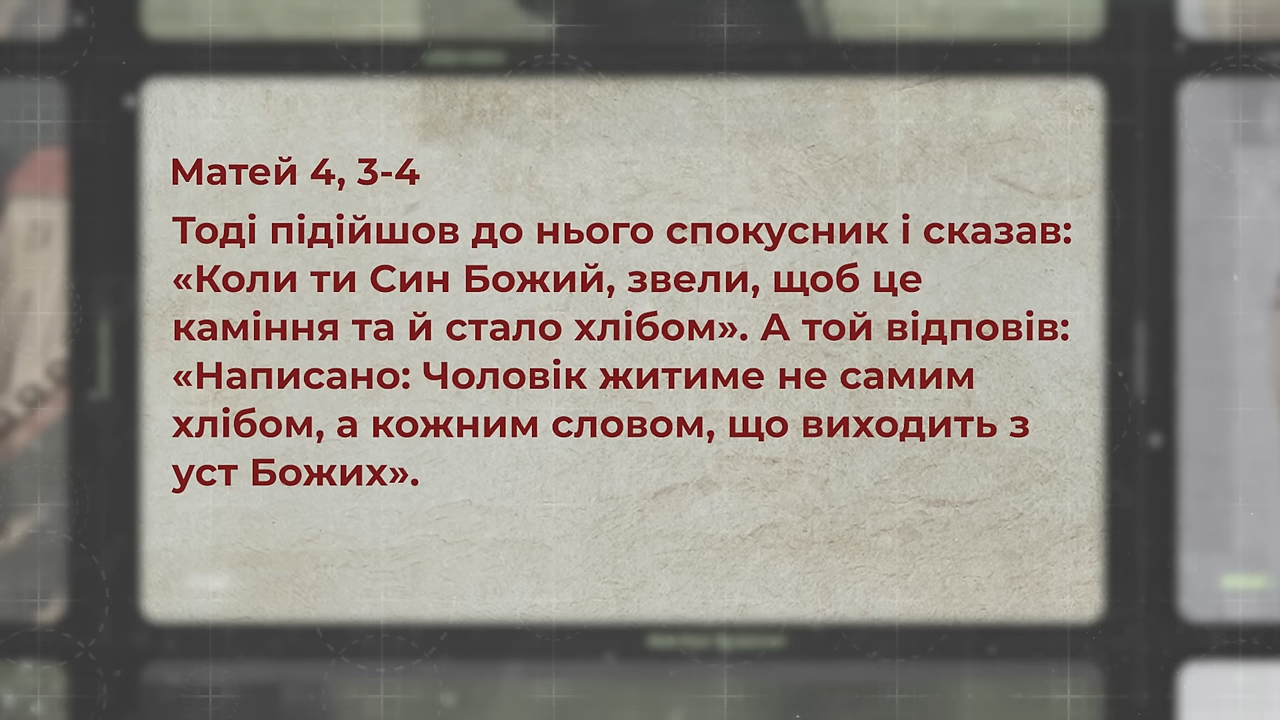 Матей 4, 3-4
Тоді підійшов до нього спокусник і сказав:
«Коли ти Син Божий, звели, щоб це
каміння та й стало хлібом». А той відповів:
«Написано: Чоловік житиме не самим
хлібом, а кожним словом, що виходить з
уст Божих».